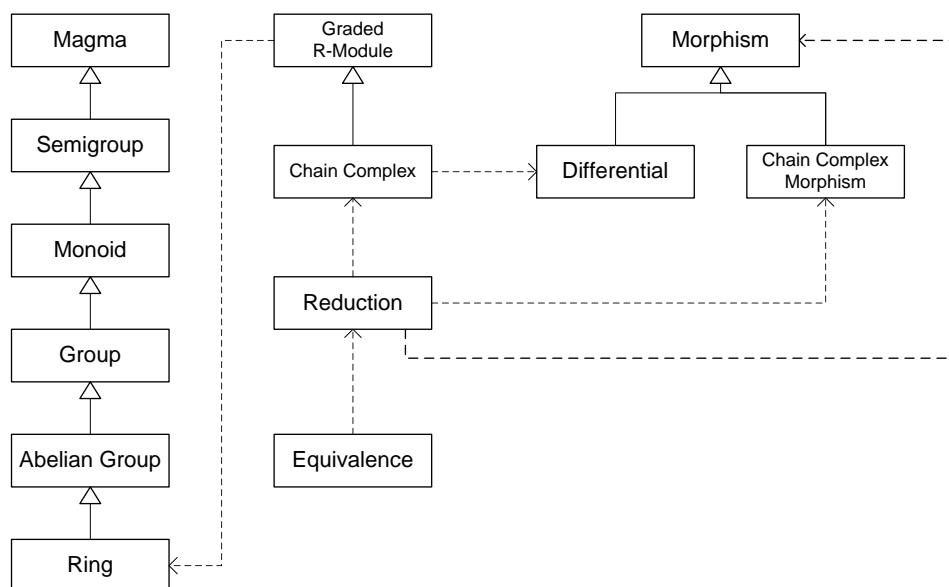 Magma
Graded
R-Module
Morphism
Semigroup
Chain Complex
Differential
Chain Complex
Morphism
Monoid
Reduction
Group
Abelian Group
Equivalence
Ring